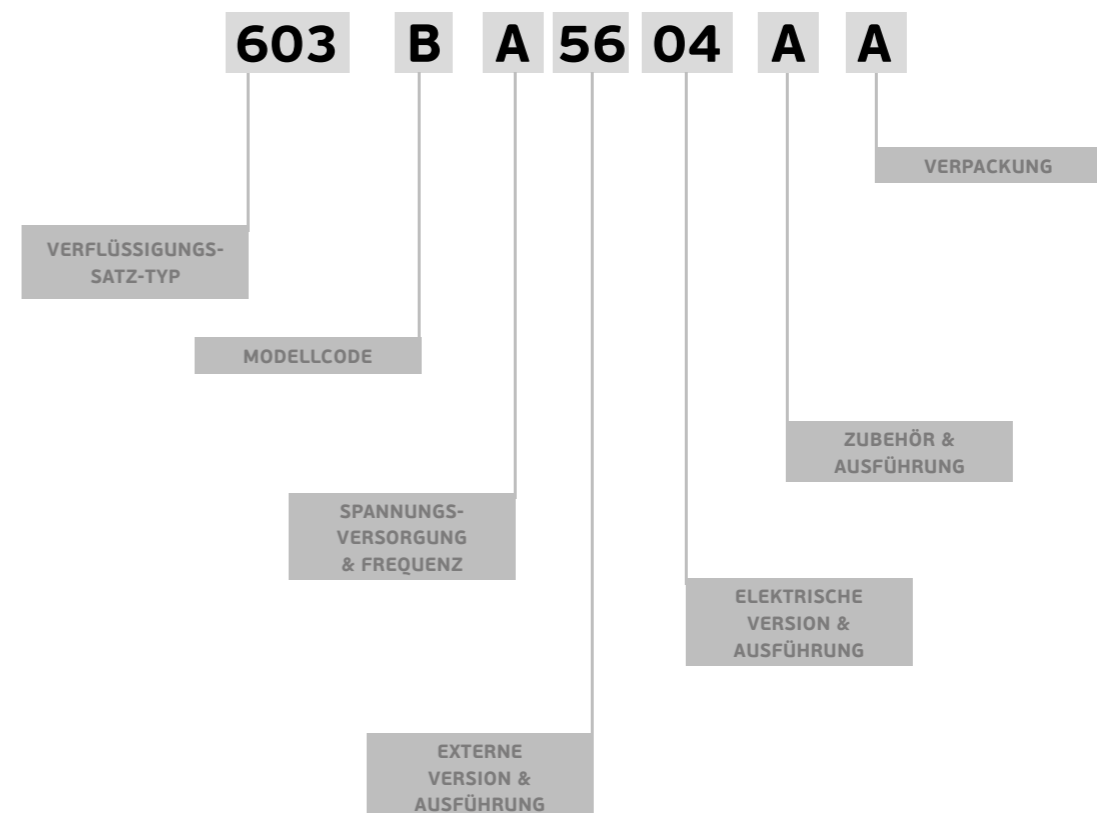 603 B A 56 04 A A
VERPACKUNG
VERFLÜSSIGUNGS-
SATZ-TYP
MODELLCODE
ZUBEHÖR &
AUSFÜHRUNG
SPANNUNGS-
VERSORGUNG
& FREQUENZ
ELEKTRISCHE
VERSION &
AUSFÜHRUNG
EXTERNE
VERSION &
AUSFÜHRUNG